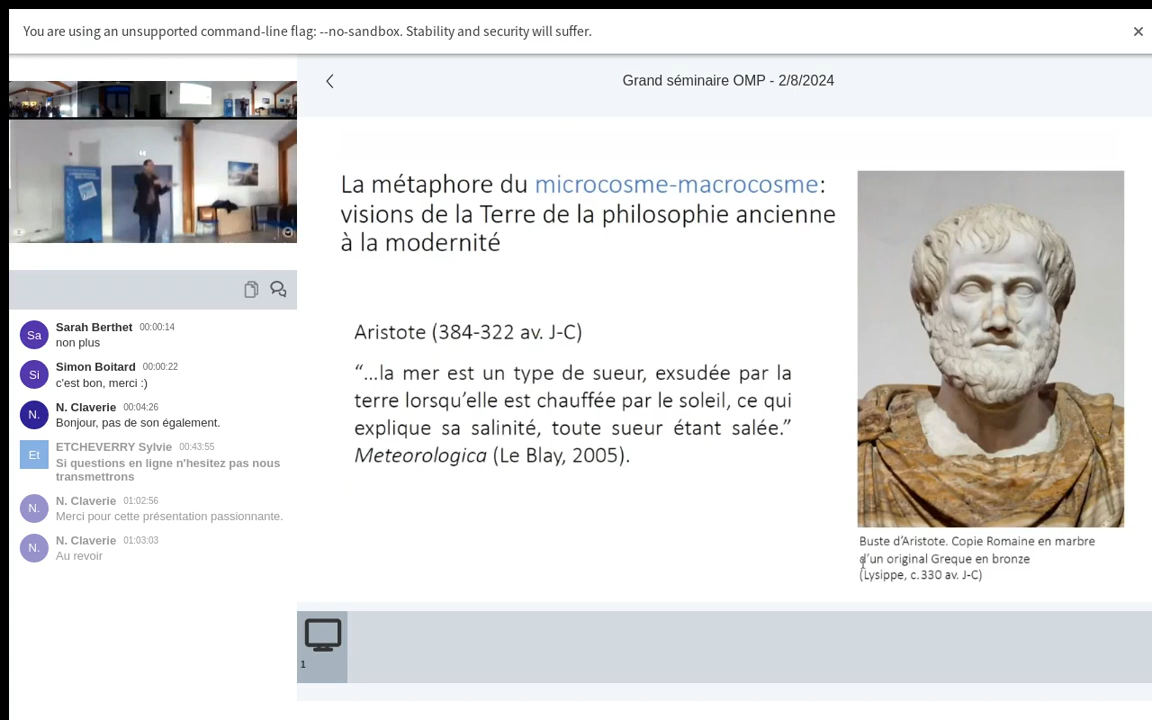 You are using an unsupported command-line flag: --no-sandbox. Stability and security will suffer.
Grand séminaire OMP - 2/8/2024
Sa
Sarah Berthet 00:00:14
non plus
Si
Simon Boitard 00:00:22
c'est bon, merci :)
N.
N. Claverie 00:04:26
Bonjour, pas de son également.
Et
ETCHEVERRY Sylvie 00:43:55
Si questions en ligne n'hesitez pas nous
transmettrons
N.
N. Claverie 01:02:56
Merci pour cette présentation passionnante.
N.
N. Claverie 01:03:03
Au revoir
La métaphore du microcosme-macrocosme:
visions de la Terre de la philosophie ancienne
à la modernité
Aristote (384-322 av. J-C)
“...la mer est un type de sueur, exsudée par la
terre lorsqu’elle est chauffée par le soleil, ce qui
explique sa salinité, toute sueur étant salée.”
Meteorologica (Le Blay, 2005).
Buste d’Aristote. Copie Romaine en marbre
d’un original Greque en bronze
(Lysippe, c.330 av. J-C)
1